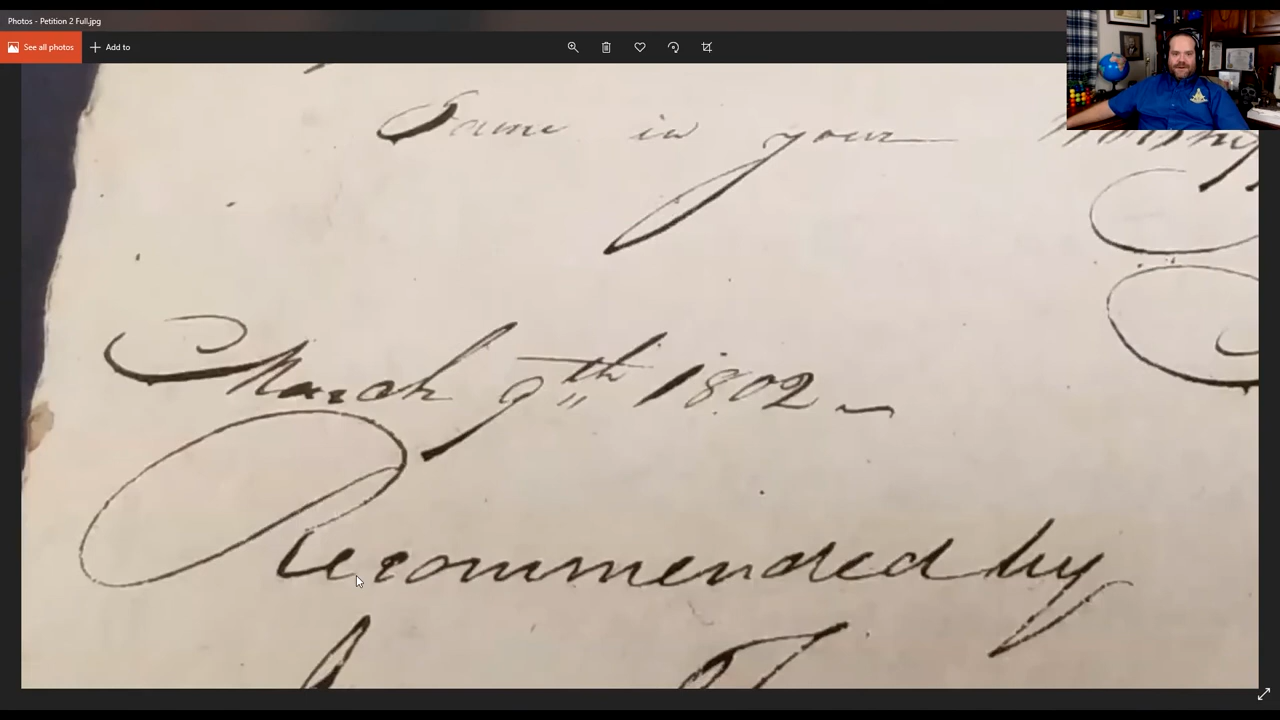 Photos - Petition 2 Full.jpg
See all photos
Add to
Same in your
March 9th 1802
Recommended by